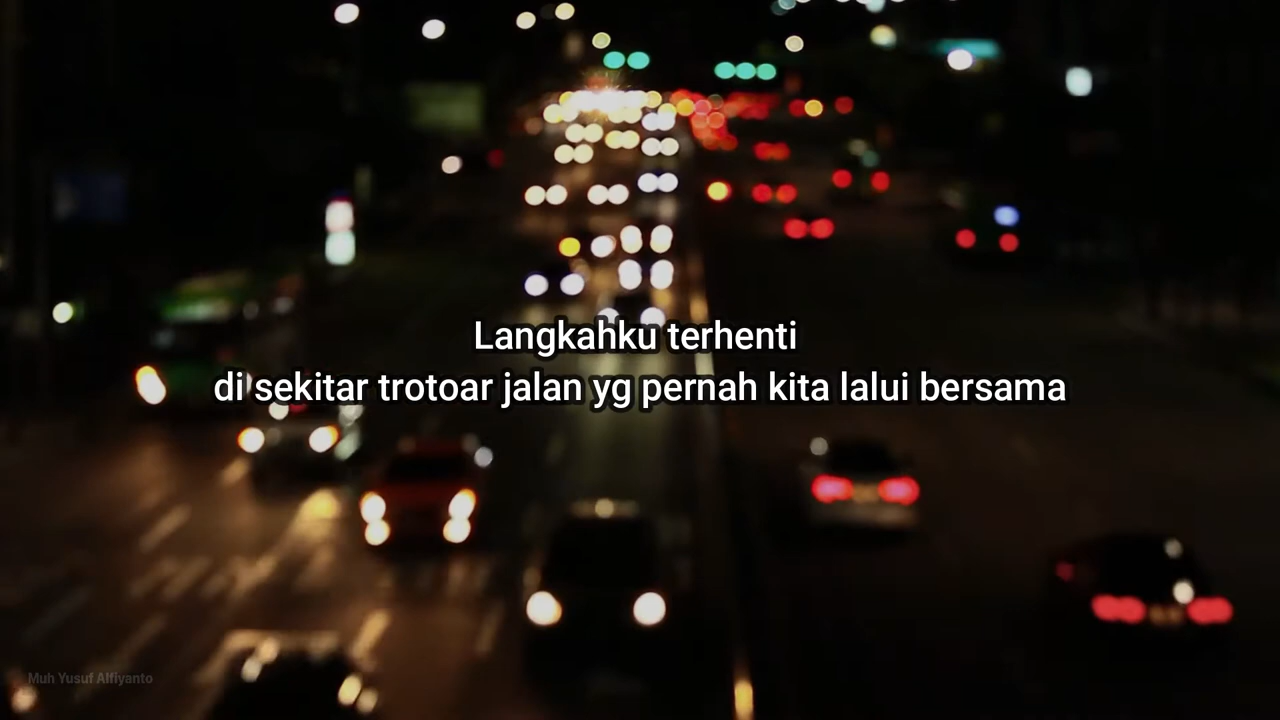 Langkahku terhenti
di sekitar trotoar jalan yg pernah kita lalui bersama
Muh Yusuf Alfiyanto